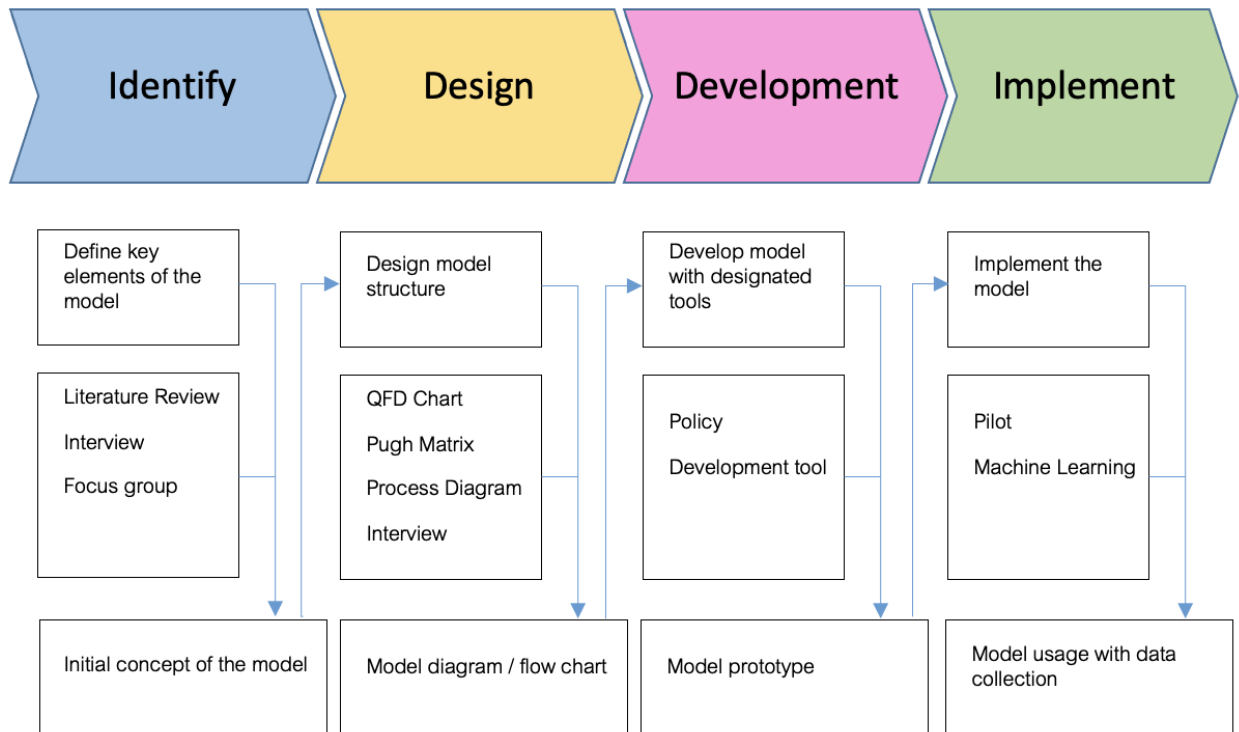 Identify
Design
Development
Implement
Define key
elements of the
model
Design model
structure
Develop model
with designated
tools
Implement the
model
Literature Review
Interview
Focus group
QFD Chart
Pugh Matrix
Process Diagram
Interview
Policy
Development tool
Pilot
Machine Learning
Initial concept of the model
Model diagram / flow chart
Model prototype
Model usage with data
collection